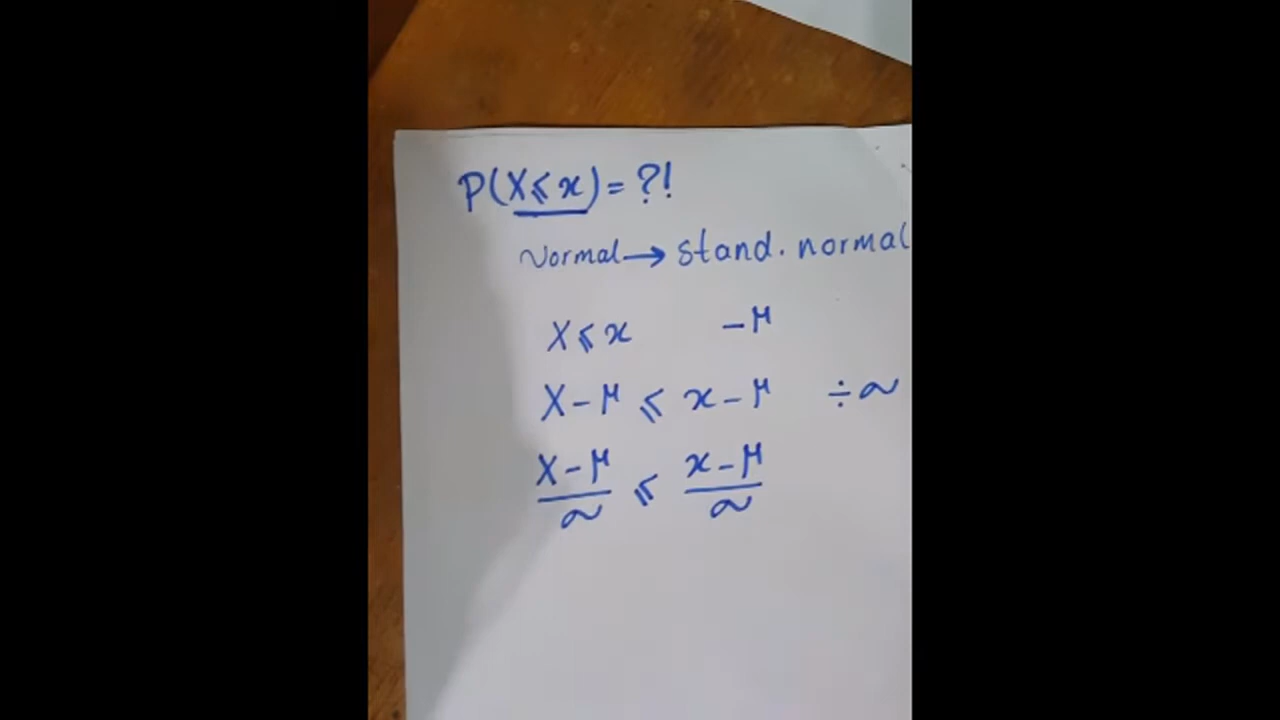 P(X ≤ x) = ?!
Normal → stand. normal
X ≤ x   - μ
X - μ ≤ x - μ   ÷ σ
(X - μ)/σ ≤ (x - μ)/σ